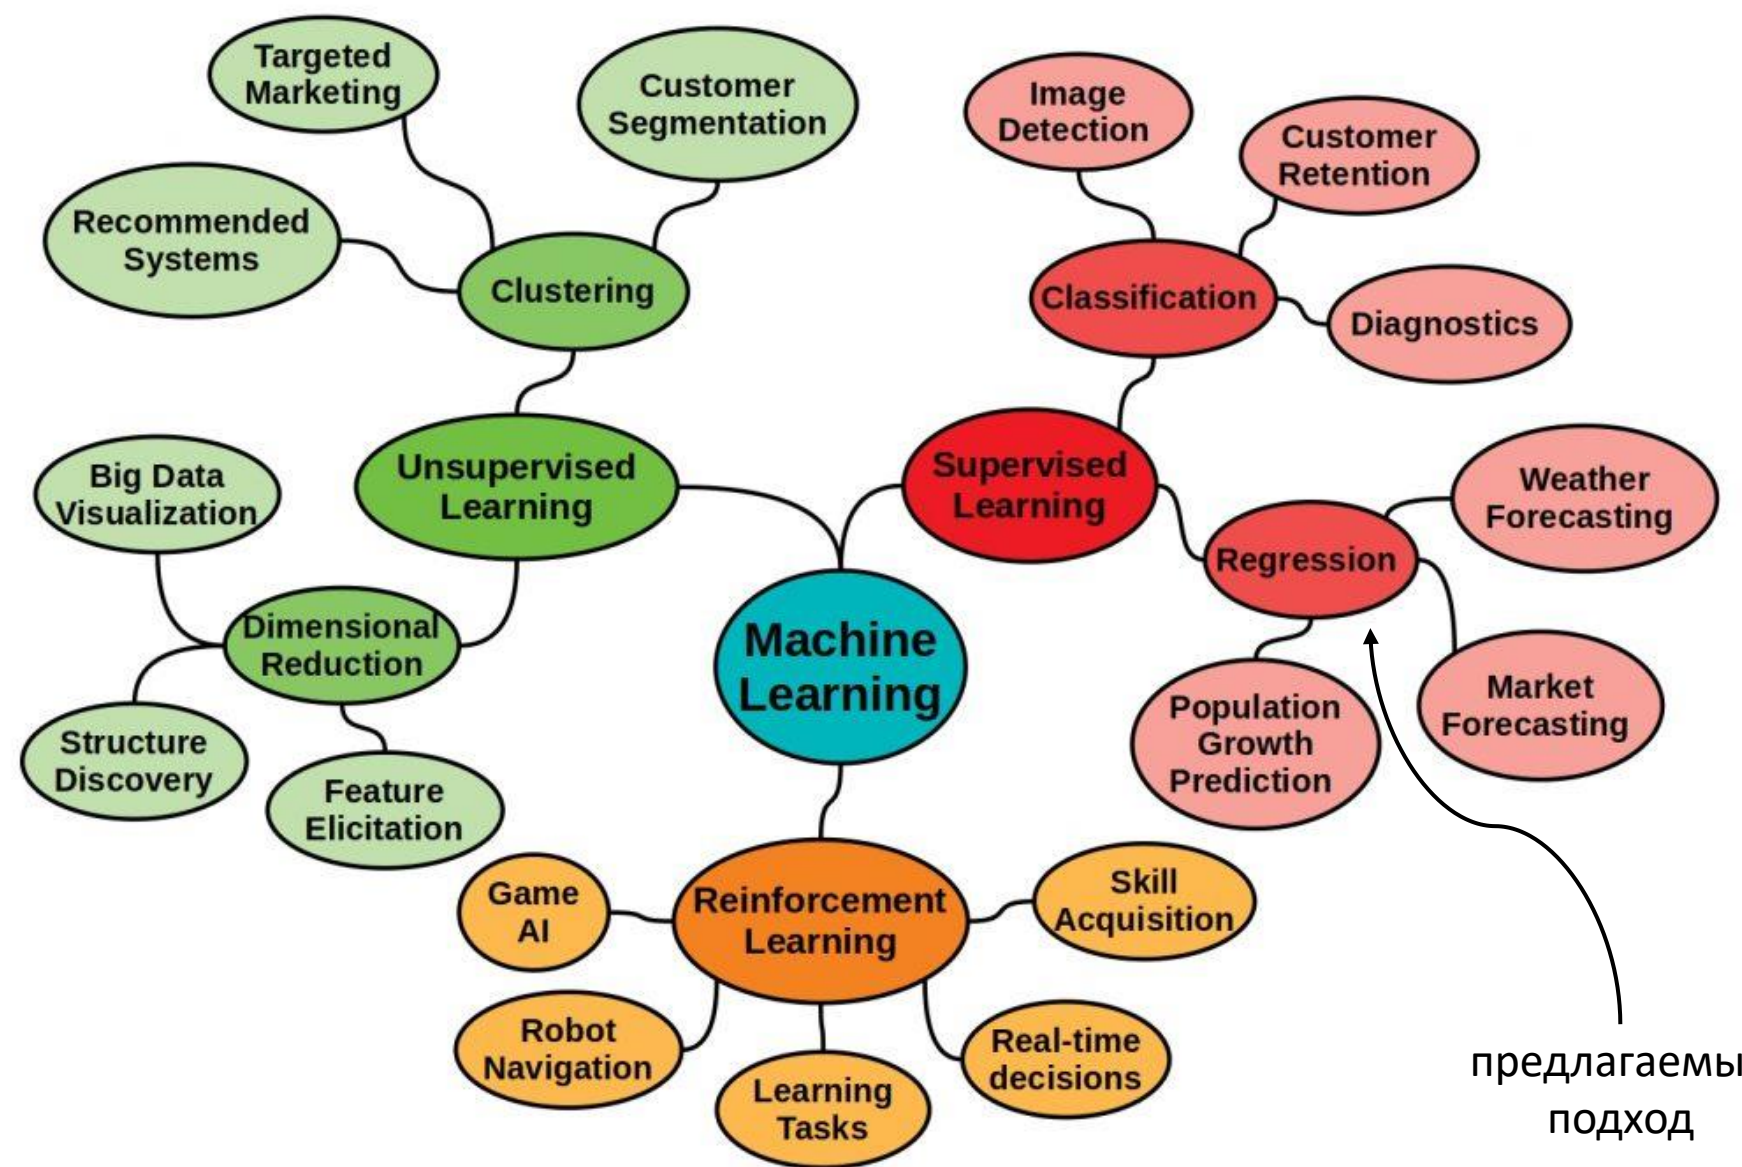 Targeted
Marketing
Customer
Segmentation
Image
Detection
Customer
Retention
Recommended
Systems
Clustering
Classification
Diagnostics
Big Data
Visualization
Unsupervised
Learning
Supervised
Learning
Weather
Forecasting
Regression
Dimensional
Reduction
Machine
Learning
Structure
Discovery
Feature
Elicitation
Population
Growth
Prediction
Market
Forecasting
Game
AI
Reinforcement
Learning
Skill
Acquisition
Robot
Navigation
Learning
Tasks
Real-time
decisions
предлагаемы
подход